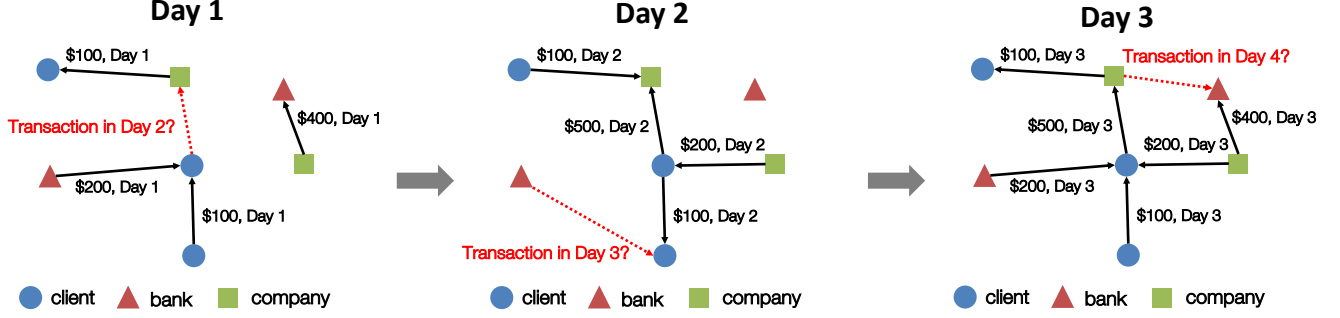 Day 1
$100, Day 1
Transaction in Day 2?
$400, Day 1
$200, Day 1
$100, Day 1
client
bank
company
Day 2
$100, Day 2
$500, Day 2
$200, Day 2
$100, Day 2
Transaction in Day 3?
client
bank
company
Day 3
$100, Day 3
Transaction in Day 4?
$400, Day 3
$500, Day 3
$200, Day 3
$200, Day 3
$100, Day 3
client
bank
company